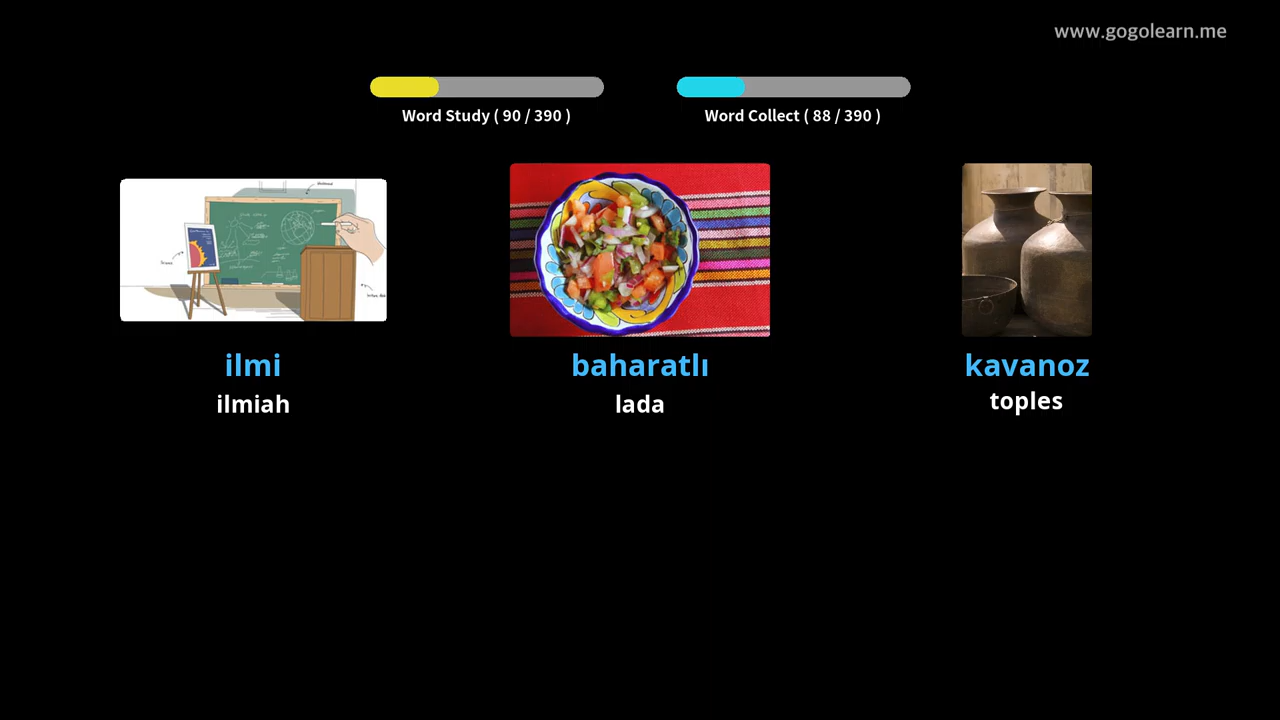 www.gogolearn.me
Word Study ( 90 / 390 )
Word Collect ( 88 / 390 )
ilmi
ilmiah
baharatlı
lada
kavanoz
toples